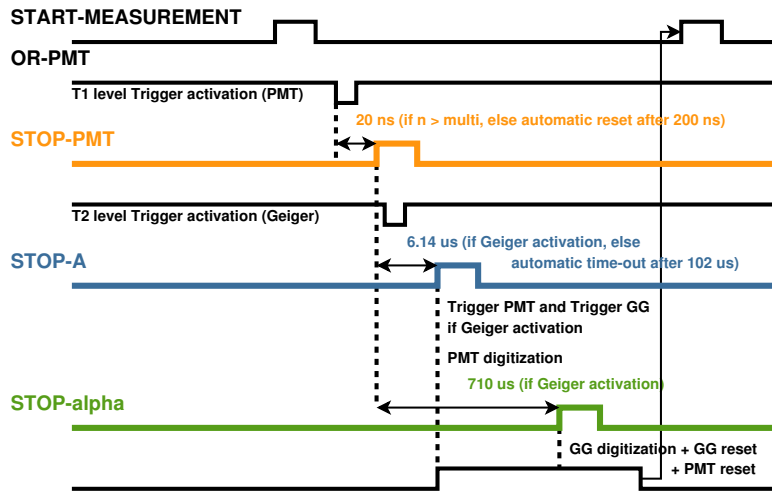 START-MEASUREMENT
OR-PMT
T1 level Trigger activation (PMT)
20 ns (if n > multi, else automatic reset after 200 ns)
STOP-PMT
T2 level Trigger activation (Geiger)
6.14 us (if Geiger activation, else
automatic time-out after 102 us)
STOP-A
Trigger PMT and Trigger GG
if Geiger activation
PMT digitization
710 us (if Geiger activation)
STOP-alpha
GG digitization + GG reset
+ PMT reset